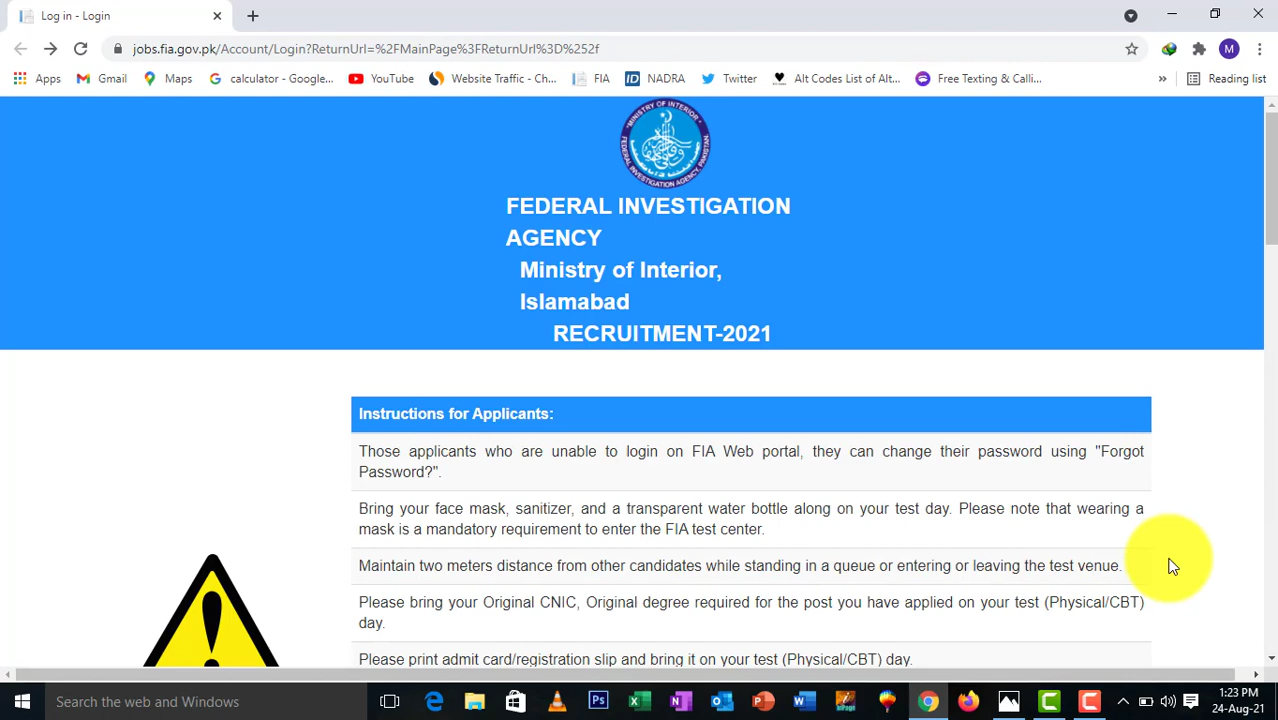 Log in - Login
jobs.fia.gov.pk/Account/Login?ReturnUrl=%2FMainPage%3FReturnUrl%3D%252f
M
Apps
Gmail
Maps
calculator - Google...
YouTube
Website Traffic - Ch...
FIA
ID
NADRA
Twitter
Alt Codes List of Alt...
Free Texting & Calli...
»
Reading list
MINISTRY OF INTERIOR
FEDERAL INVESTIGATION AGENCY, PAKISTAN
FEDERAL INVESTIGATION
AGENCY
Ministry of Interior,
Islamabad
RECRUITMENT-2021
Instructions for Applicants:
Those applicants who are unable to login on FIA Web portal, they can change their password using "Forgot
Password?".
Bring your face mask, sanitizer, and a transparent water bottle along on your test day. Please note that wearing a
mask is a mandatory requirement to enter the FIA test center.
Maintain two meters distance from other candidates while standing in a queue or entering or leaving the test venue.
Please bring your Original CNIC, Original degree required for the post you have applied on your test (Physical/CBT)
day.
Please print admit card/registration slip and bring it on your test (Physical/CBT) day.
Search the web and Windows
1:23 PM
24-Aug-21